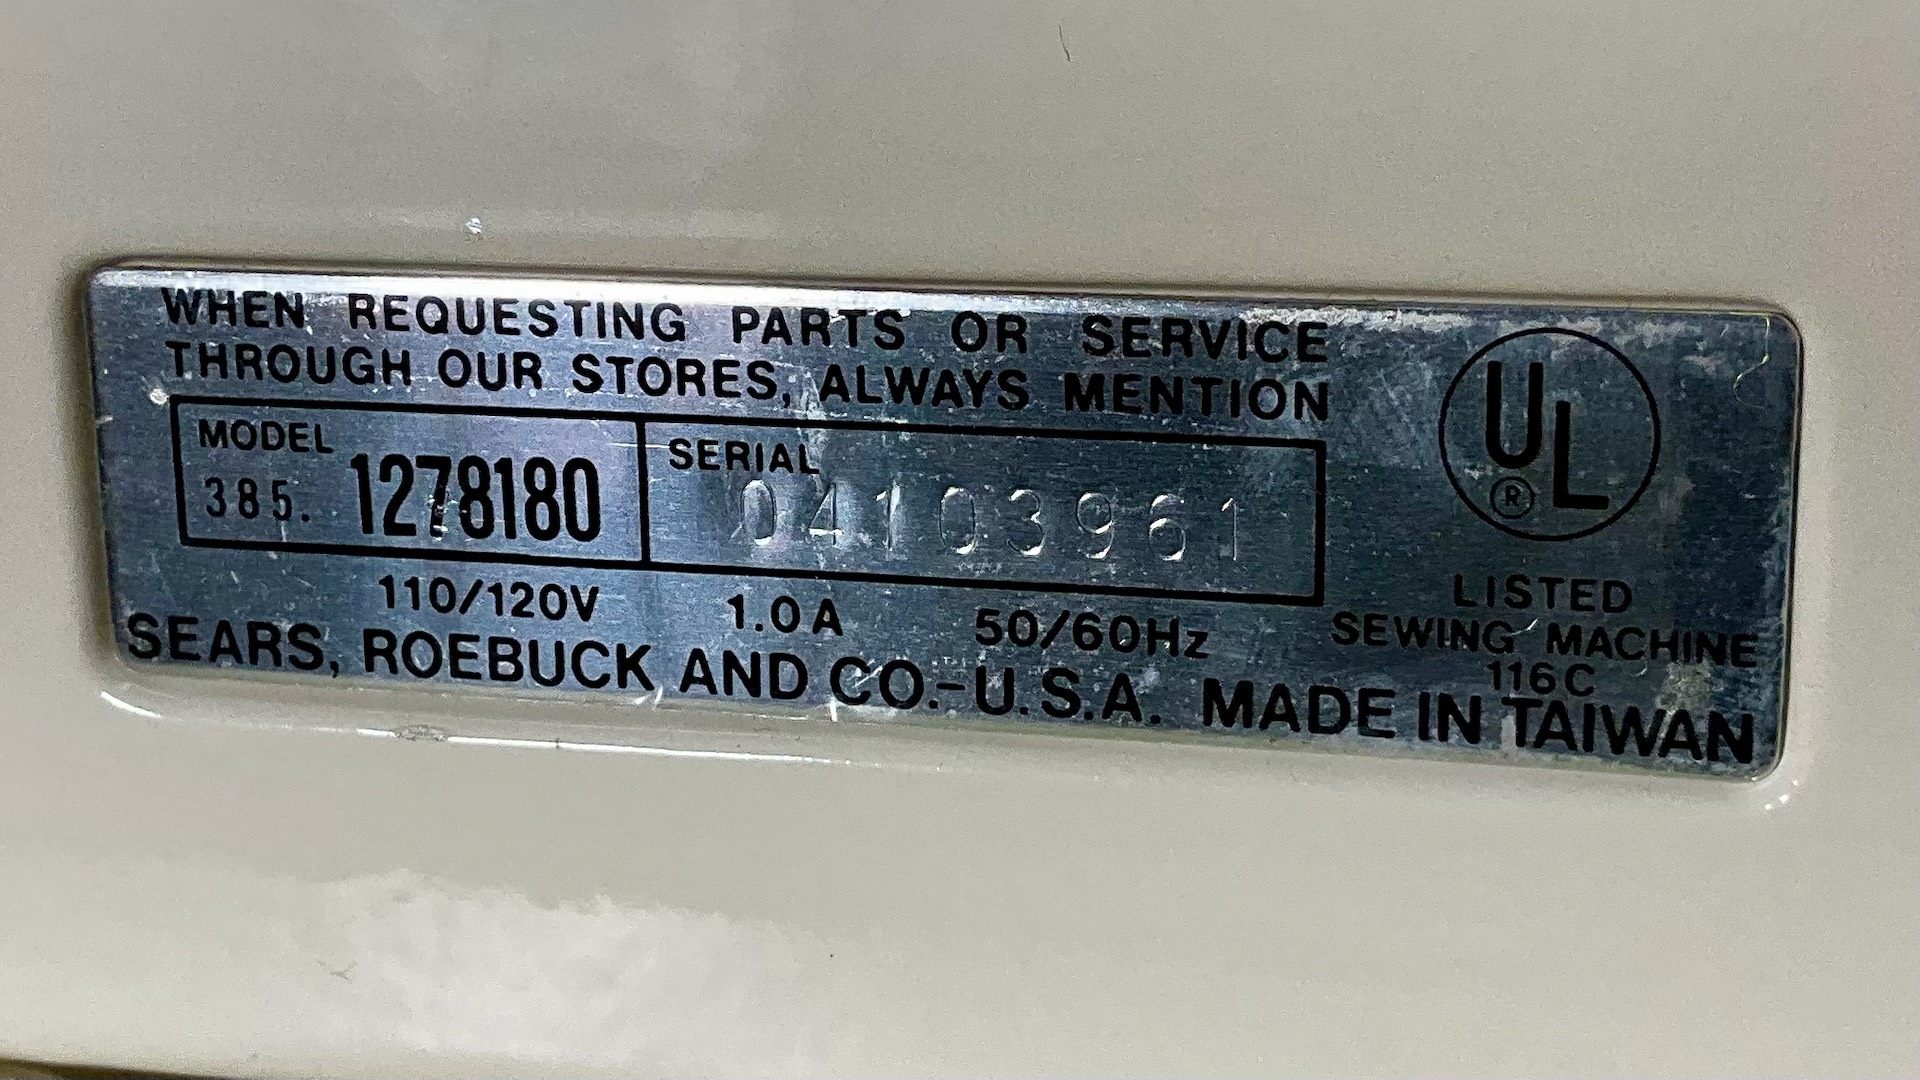 WHEN REQUESTING PARTS OR SERVICE
THROUGH OUR STORES, ALWAYS MENTION
MODEL
385. 1278180
SERIAL
04103961
110/120V 1.0A 50/60Hz
SEARS, ROEBUCK AND CO.-U.S.A. MADE IN TAIWAN
UL
®
LISTED
SEWING MACHINE
116C